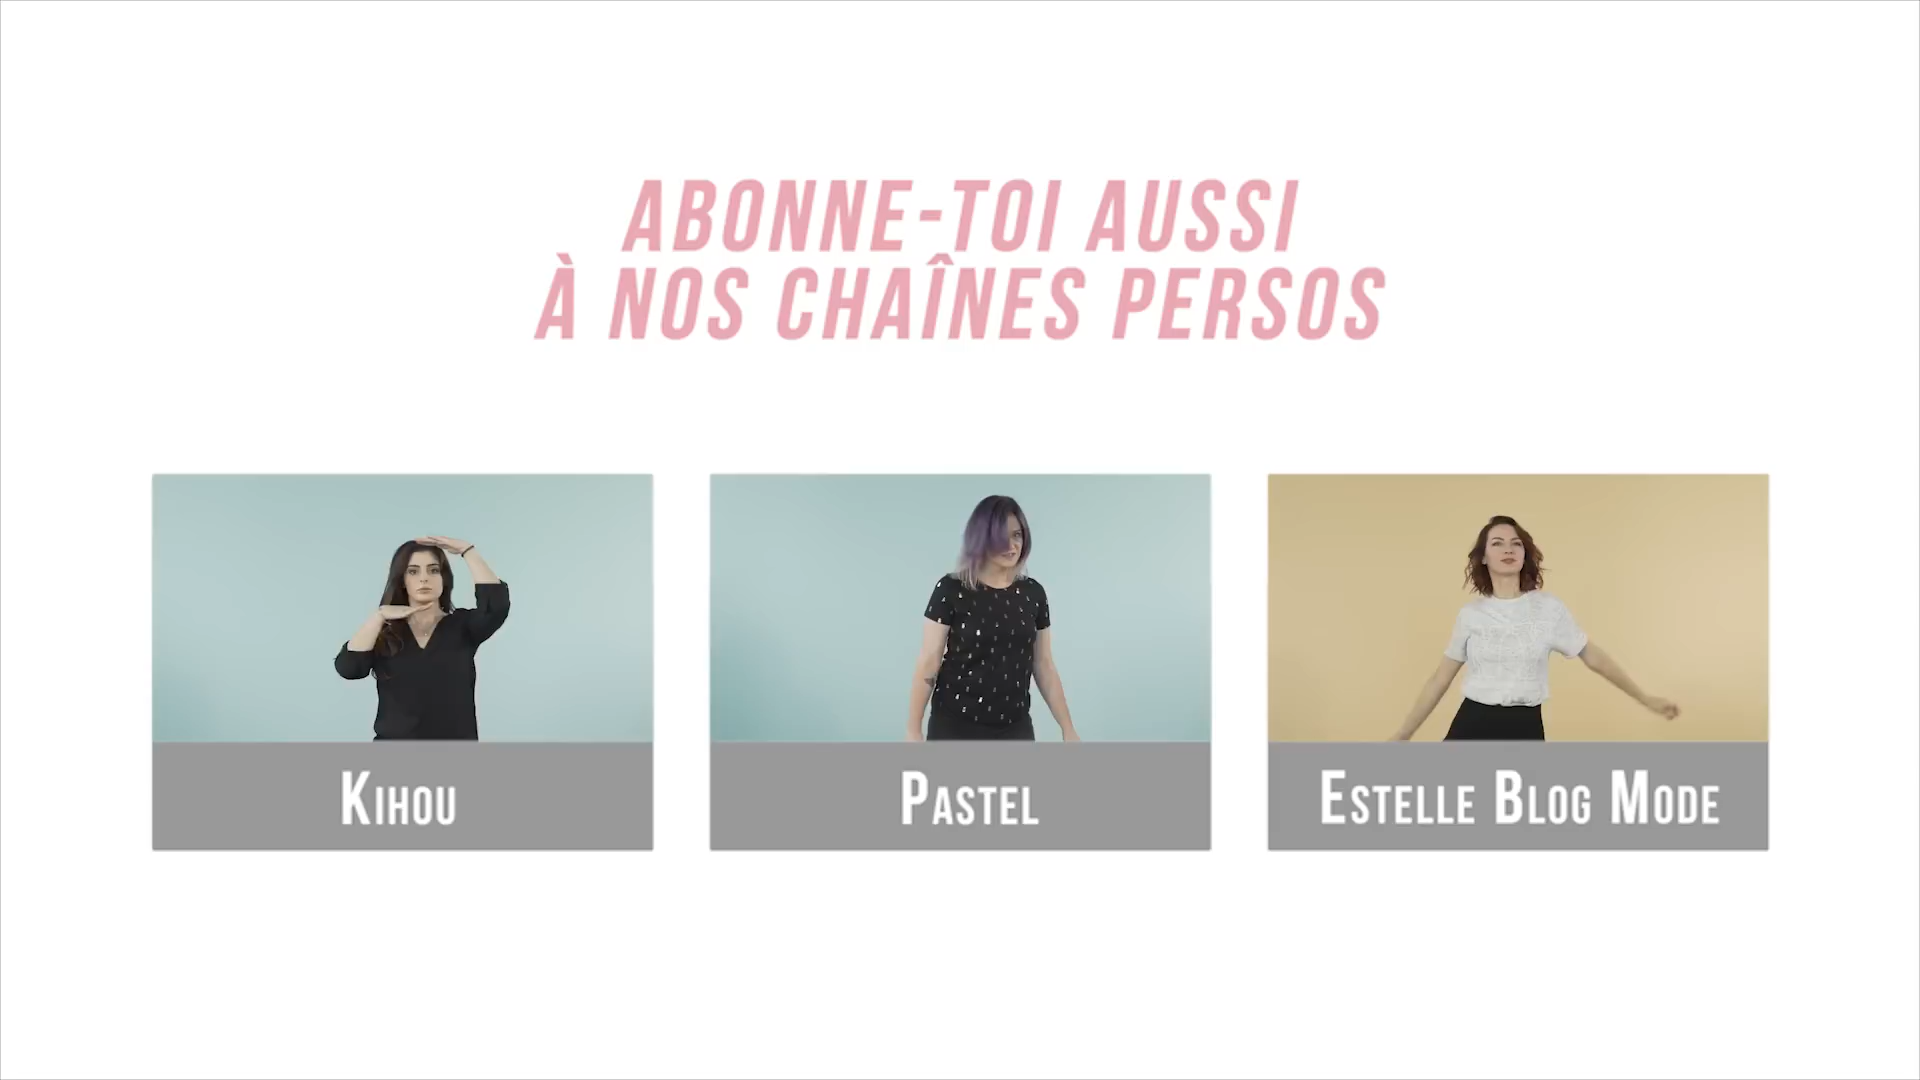 ABONNE-TOI AUSSI
À NOS CHAÎNES PERSOS
KIHOU
PASTEL
ESTELLE BLOG MODE